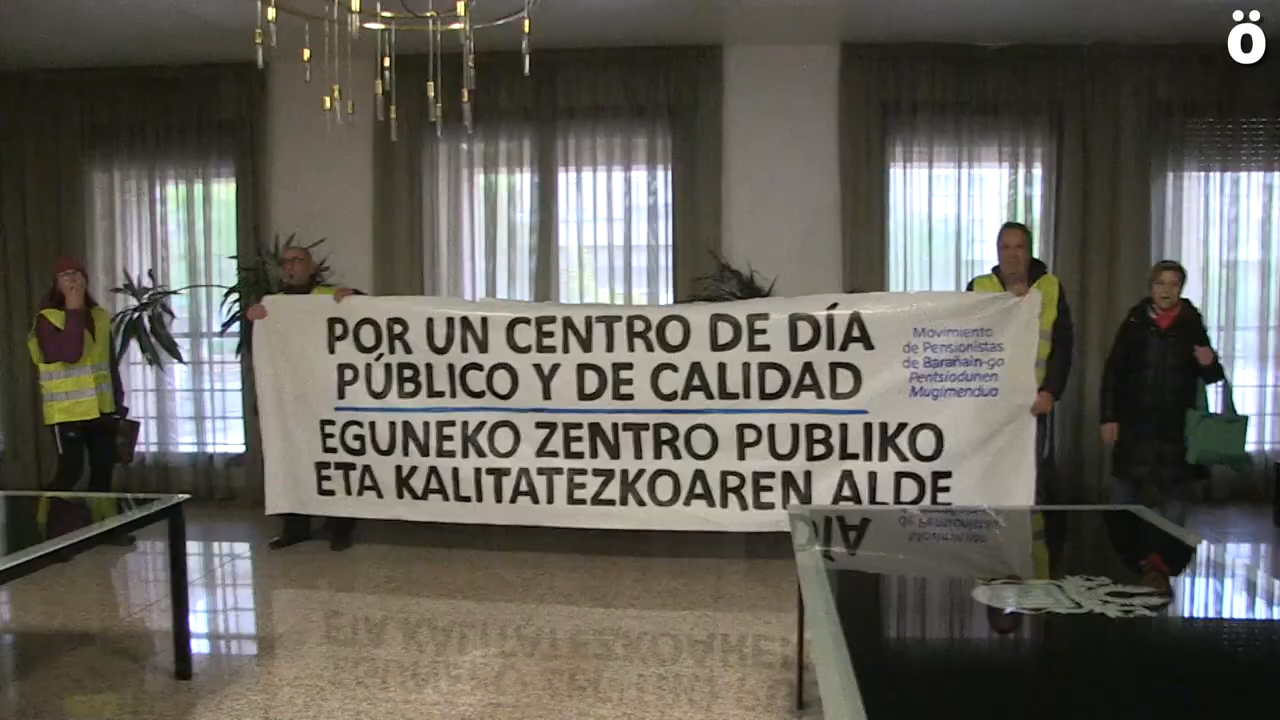 ö
POR UN CENTRO DE DÍA
PÚBLICO Y DE CALIDAD
Movimiento
de Pensionistas
de Barañain-go
Pentsiodunen
Mugimendua
EGUNEKO ZENTRO PUBLIKO
ETA KALITATEZKOAREN ALDE